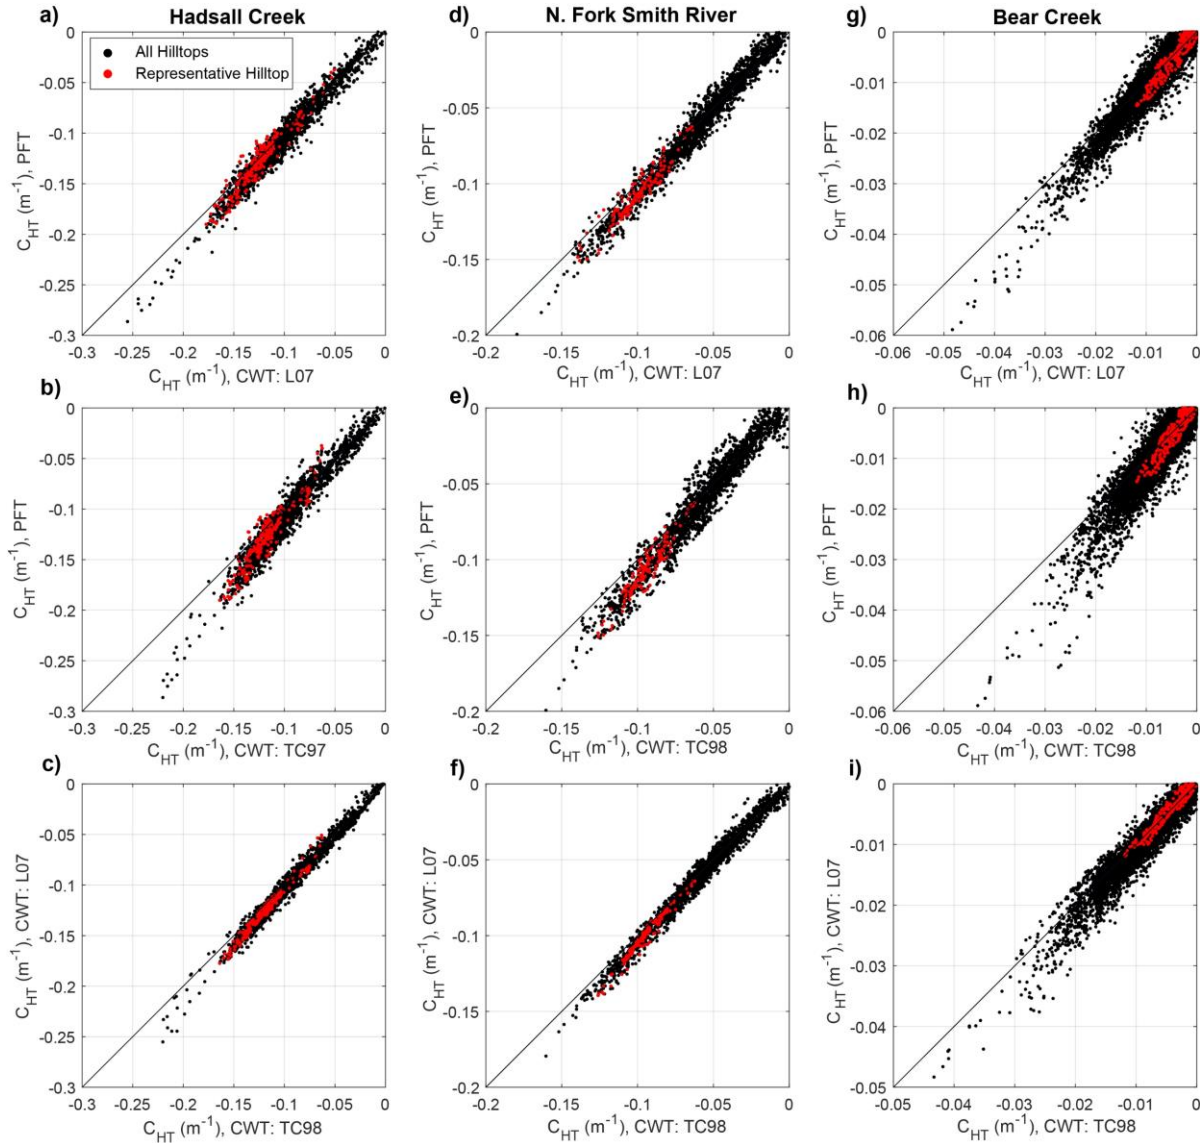 a) Hadsall Creek d) N. Fork Smith River g) Bear Creek
All Hilltops
Representative Hilltop
0 -0.05 -0.1 -0.15 -0.2 -0.25 -0.3
C_HT (m⁻¹), PFT
-0.3 -0.25 -0.2 -0.15 -0.1 -0.05 0
C_HT (m⁻¹), CWT: L07
0 -0.05 -0.1 -0.15 -0.2
C_HT (m⁻¹), PFT
-0.2 -0.15 -0.1 -0.05 0
C_HT (m⁻¹), CWT: L07
0 -0.01 -0.02 -0.03 -0.04 -0.05 -0.06
C_HT (m⁻¹), PFT
-0.06 -0.05 -0.04 -0.03 -0.02 -0.01 0
C_HT (m⁻¹), CWT: L07
b) e) h)
0 -0.05 -0.1 -0.15 -0.2 -0.25 -0.3
C_HT (m⁻¹), PFT
-0.3 -0.25 -0.2 -0.15 -0.1 -0.05 0
C_HT (m⁻¹), CWT: TC97
0 -0.05 -0.1 -0.15 -0.2
C_HT (m⁻¹), PFT
-0.2 -0.15 -0.1 -0.05 0
C_HT (m⁻¹), CWT: TC98
0 -0.01 -0.02 -0.03 -0.04 -0.05 -0.06
C_HT (m⁻¹), PFT
-0.06 -0.05 -0.04 -0.03 -0.02 -0.01 0
C_HT (m⁻¹), CWT: TC98
c) f) i)
0 -0.05 -0.1 -0.15 -0.2 -0.25 -0.3
C_HT (m⁻¹), CWT: L07
-0.3 -0.25 -0.2 -0.15 -0.1 -0.05 0
C_HT (m⁻¹), CWT: TC98
0 -0.05 -0.1 -0.15 -0.2
C_HT (m⁻¹), CWT: L07
-0.2 -0.15 -0.1 -0.05 0
C_HT (m⁻¹), CWT: TC98
0 -0.01 -0.02 -0.03 -0.04 -0.05
C_HT (m⁻¹), CWT: L07
-0.05 -0.04 -0.03 -0.02 -0.01 0
C_HT (m⁻¹), CWT: TC98